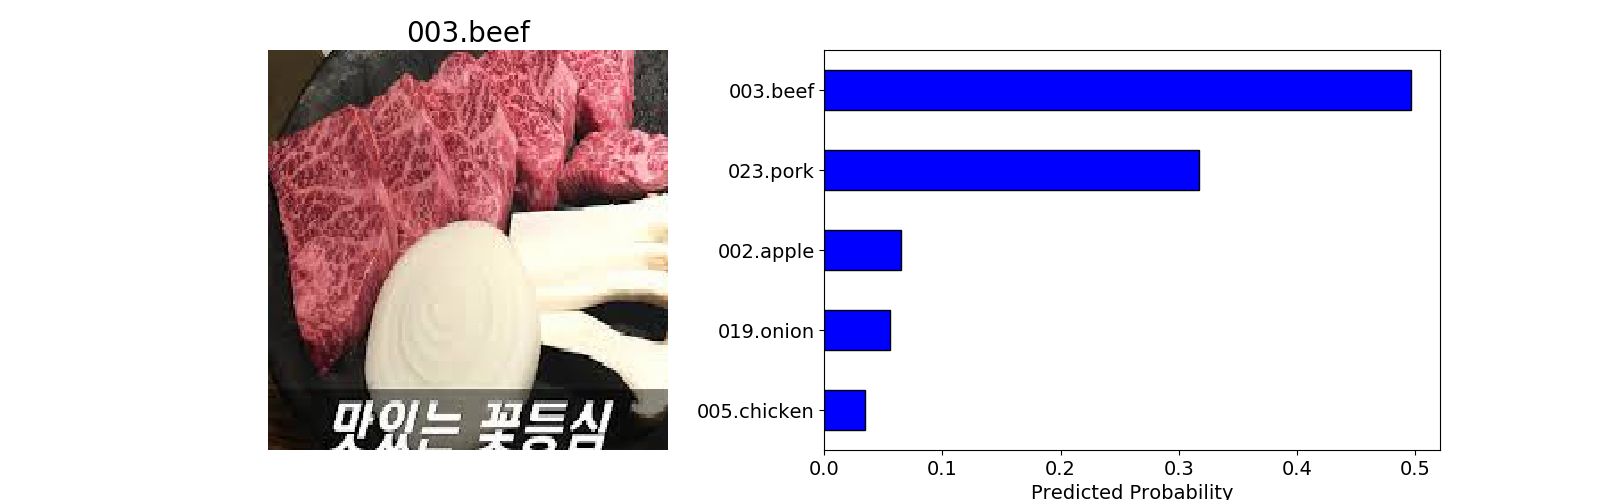 003.beef
맛있는 꽃등심
003.beef
023.pork
002.apple
019.onion
005.chicken
0.0 0.1 0.2 0.3 0.4 0.5
Predicted Probability